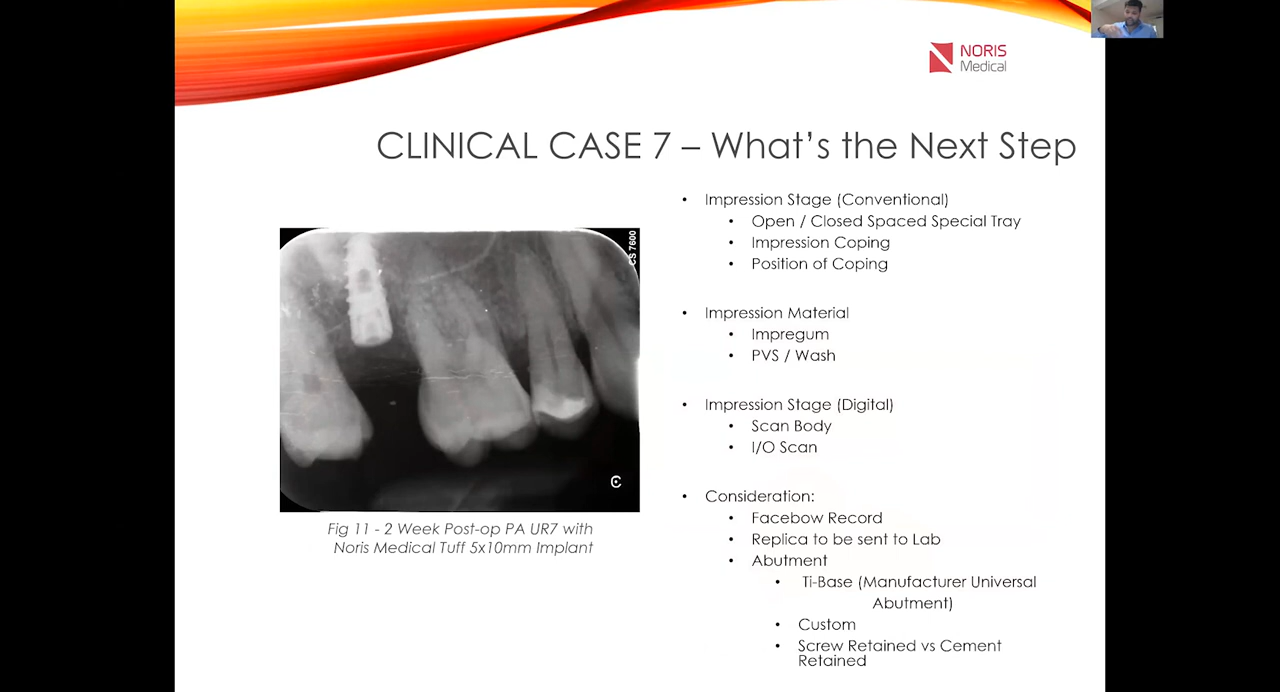 NORIS
Medical
CLINICAL CASE 7 – What's the Next Step
CS 7600
C
Fig 11 - 2 Week Post-op PA UR7 with
Noris Medical Tuff 5x10mm Implant
• Impression Stage (Conventional)
• Open / Closed Spaced Special Tray
• Impression Coping
• Position of Coping
• Impression Material
• Impregum
• PVS / Wash
• Impression Stage (Digital)
• Scan Body
• I/O Scan
• Consideration:
• Facebow Record
• Replica to be sent to Lab
• Abutment
• Ti-Base (Manufacturer Universal
Abutment)
• Custom
• Screw Retained vs Cement
Retained